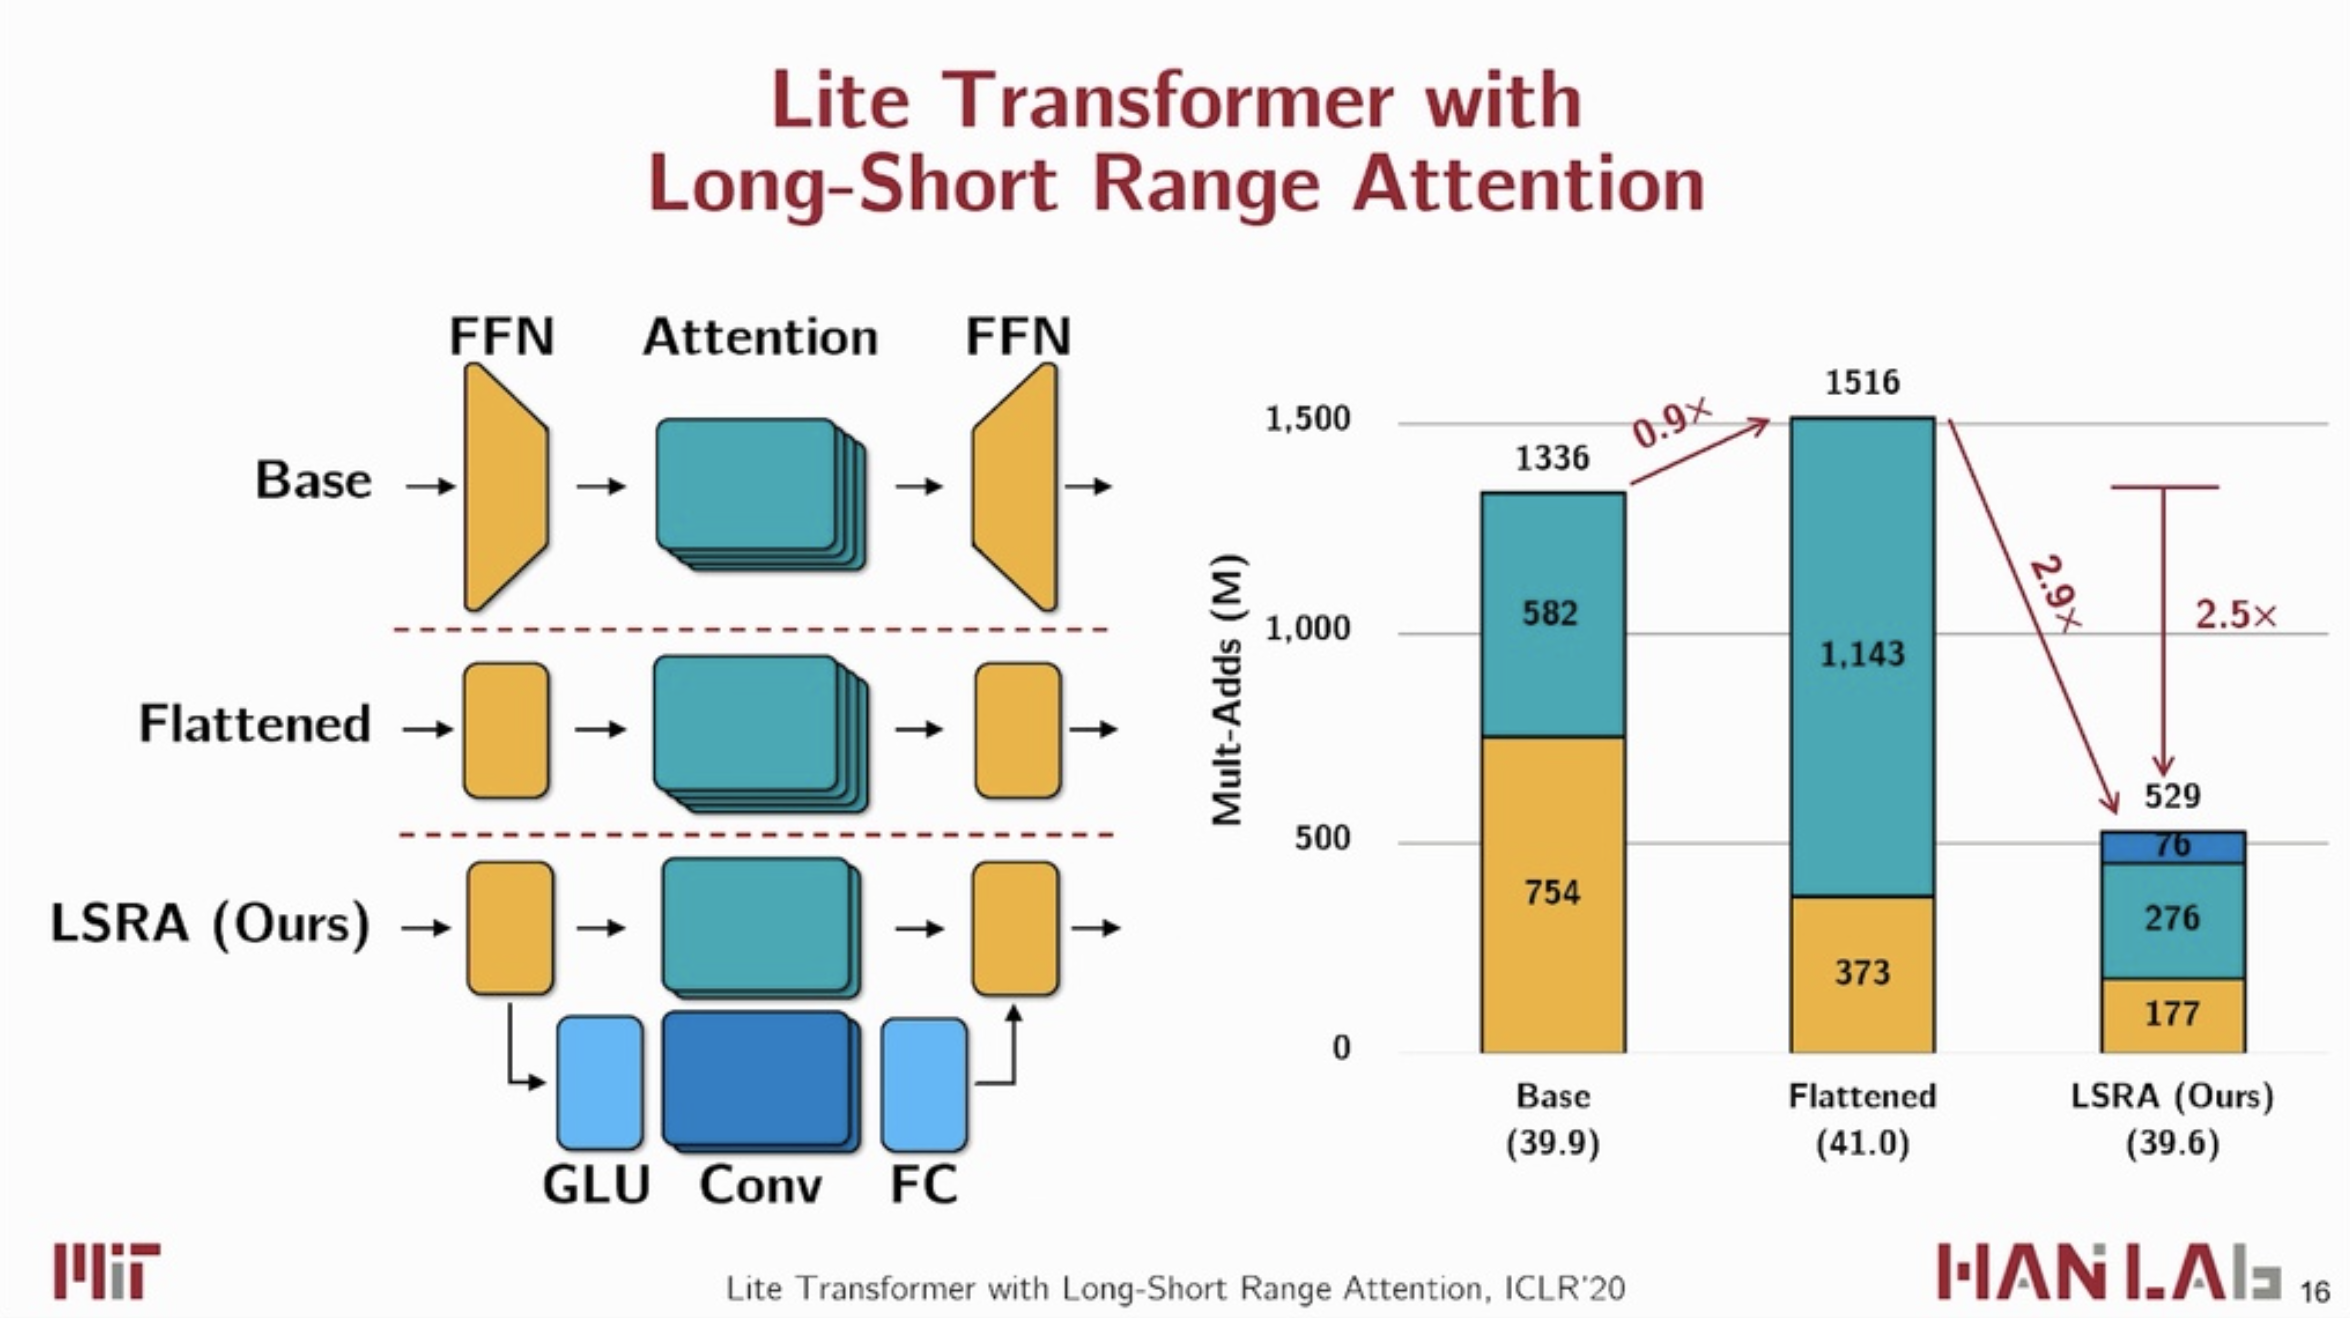 Lite Transformer with
Long-Short Range Attention
FFN Attention FFN
Base
Flattened
LSRA (Ours)
GLU Conv FC
Mult-Adds (M)
1,500
1,000
500
0
1336
582
754
0.9×
1516
1,143
373
2.9×
2.5×
529
76
276
177
Base
(39.9)
Flattened
(41.0)
LSRA (Ours)
(39.6)
MIT
Lite Transformer with Long-Short Range Attention, ICLR'20
HAN LAB
16